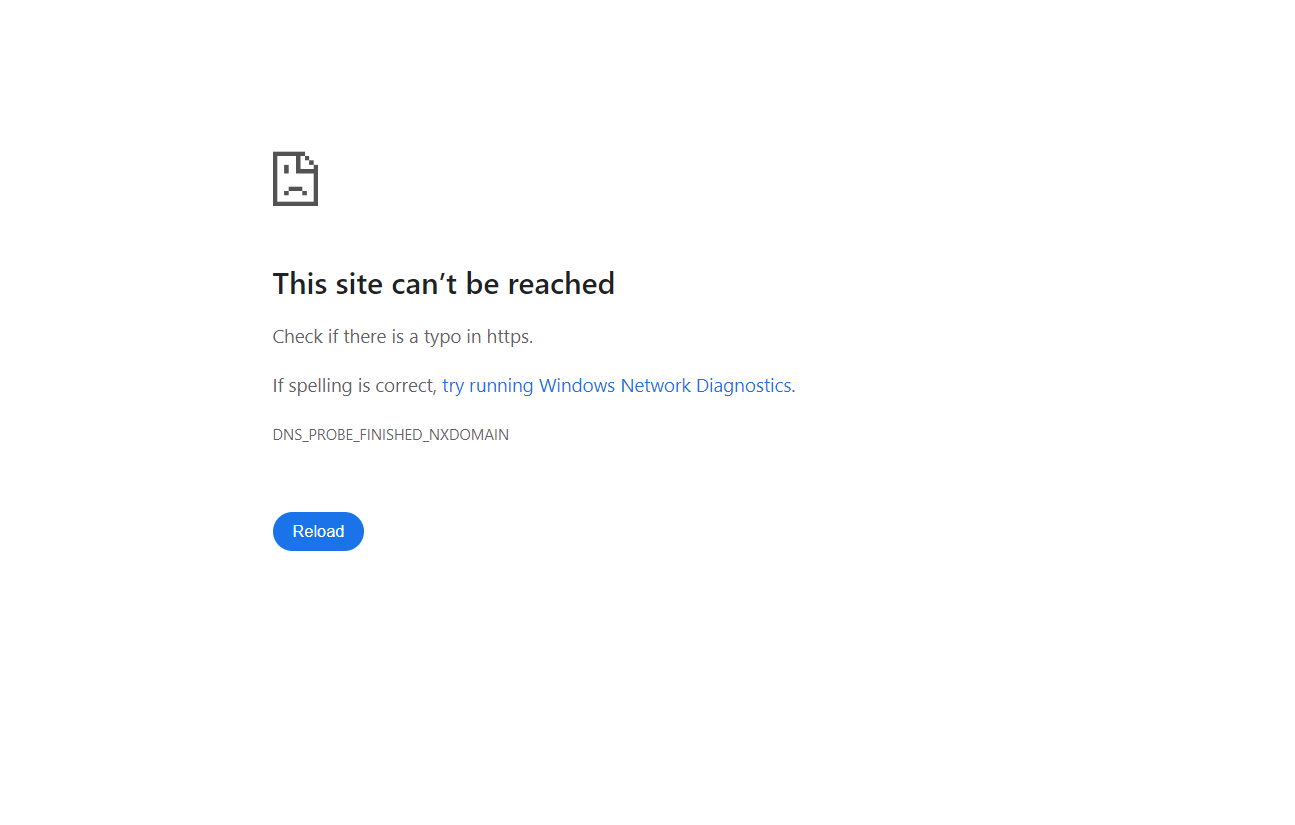 This site can’t be reached
Check if there is a typo in https.
If spelling is correct, try running Windows Network Diagnostics.
DNS_PROBE_FINISHED_NXDOMAIN
Reload